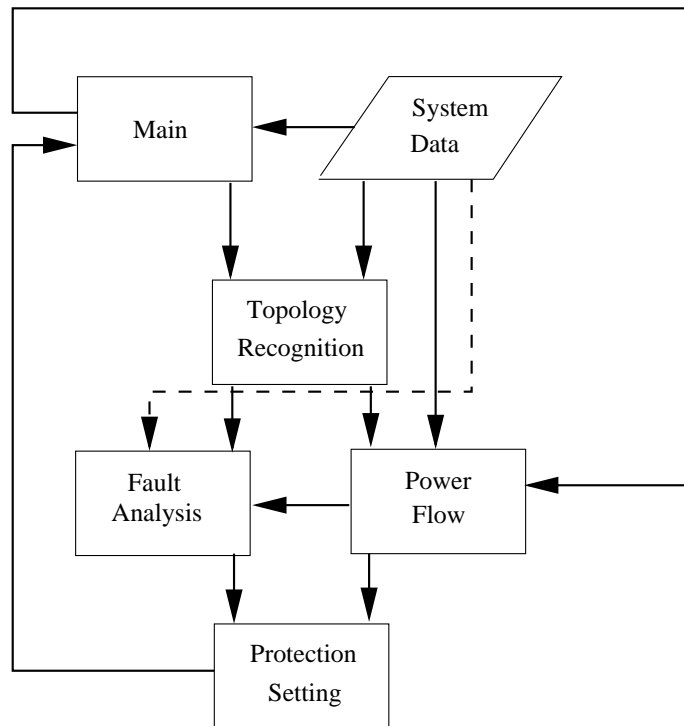 Main
System
Data
Topology
Recognition
Fault
Analysis
Power
Flow
Protection
Setting